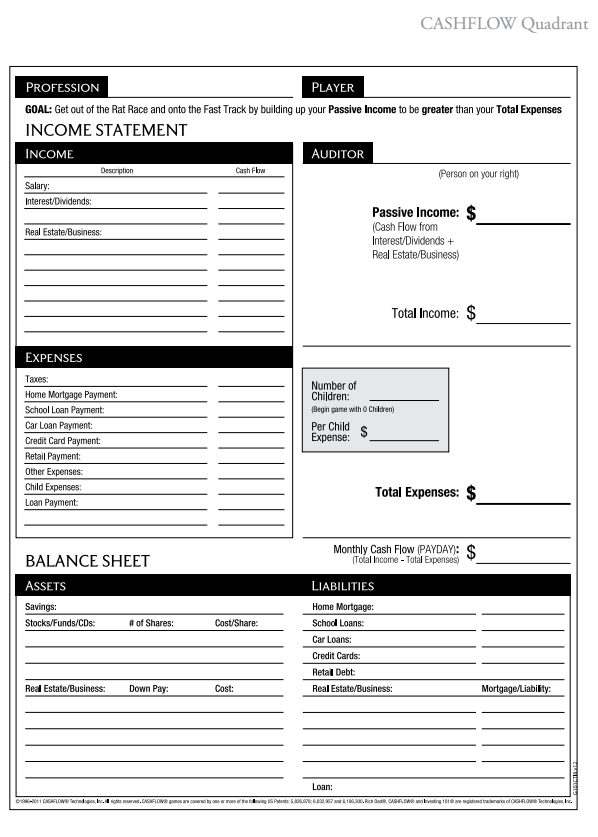 CASHFLOW Quadrant
PROFESSION
PLAYER
GOAL: Get out of the Rat Race and onto the Fast Track by building up your Passive Income to be greater than your Total Expenses
INCOME STATEMENT
INCOME
Description Cash Flow
Salary:
Interest/Dividends:
Real Estate/Business:
AUDITOR
(Person on your right)
Passive Income: $
(Cash Flow from
Interest/Dividends +
Real Estate/Business)
Total Income: $
EXPENSES
Taxes:
Home Mortgage Payment:
School Loan Payment:
Car Loan Payment:
Credit Card Payment:
Retail Payment:
Other Expenses:
Child Expenses:
Loan Payment:
Number of
Children:
(Begin game with 0 Children)
Per Child
Expense: $
Total Expenses: $
Monthly Cash Flow (PAYDAY): $
(Total Income - Total Expenses)
BALANCE SHEET
ASSETS
Savings:
Stocks/Funds/CDs: # of Shares: Cost/Share:
Real Estate/Business: Down Pay: Cost:
LIABILITIES
Home Mortgage:
School Loans:
Car Loans:
Credit Cards:
Retail Debt:
Real Estate/Business: Mortgage/Liability:
Loan:
©1996-2011 CASHFLOW® Technologies, Inc. All rights reserved. CASHFLOW® games are covered by one or more of the following US Patents: 5,826,878; 6,032,957 and 6,106,300. Rich Dad®, CASHFLOW® and Investing 101® are registered trademarks of CASHFLOW® Technologies, Inc.